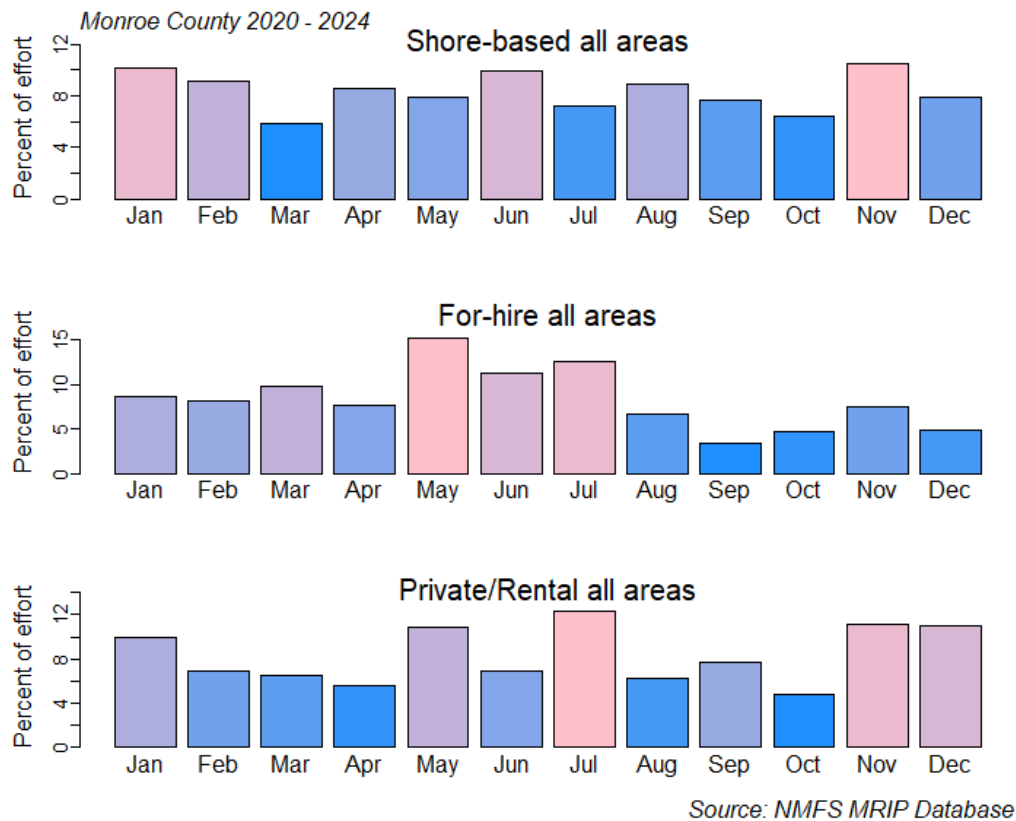 Monroe County 2020 - 2024
Shore-based all areas
Percent of effort
12
8
4
0
Jan Feb Mar Apr May Jun Jul Aug Sep Oct Nov Dec
For-hire all areas
Percent of effort
15
10
5
0
Jan Feb Mar Apr May Jun Jul Aug Sep Oct Nov Dec
Private/Rental all areas
Percent of effort
12
8
4
0
Jan Feb Mar Apr May Jun Jul Aug Sep Oct Nov Dec
Source: NMFS MRIP Database